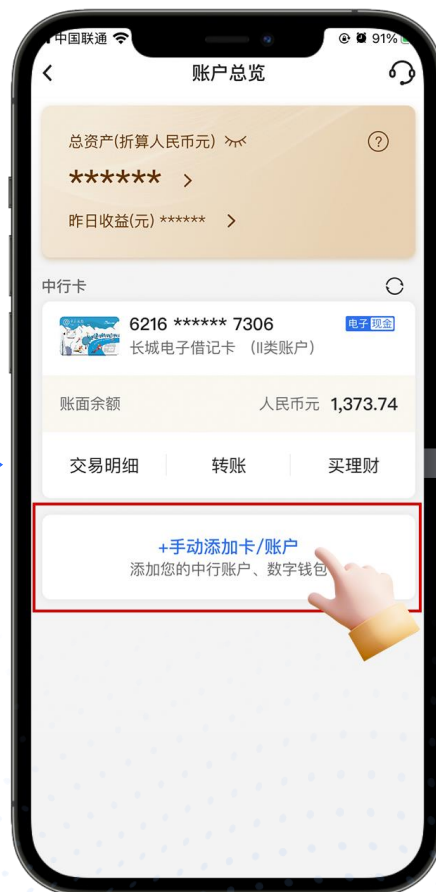 中国联通 91%
账户总览
总资产(折算人民币元)
****** >
昨日收益(元) ****** >
中行卡
6216 ****** 7306 电子现金
长城电子借记卡 (II类账户)
账面余额 人民币元 1,373.74
交易明细 转账 买理财
+手动添加卡/账户
添加您的中行账户、数字钱包